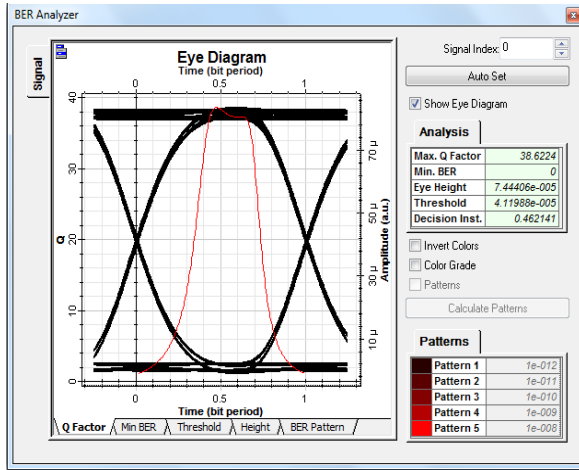 BER Analyzer
Signal
Eye Diagram
Time (bit period)
0 0.5 1
40
30
20
10
0
Q
70 µ
50 µ
30 µ
10 µ
Amplitude (a.u.)
0 0.5 1
Time (bit period)
Q Factor Min BER Threshold Height BER Pattern
Signal Index: 0
Auto Set
Show Eye Diagram
Analysis
Max. Q Factor 38.6224
Min. BER 0
Eye Height 7.44406e-005
Threshold 4.11988e-005
Decision Inst. 0.462141
Invert Colors
Color Grade
Patterns
Calculate Patterns
Patterns
Pattern 1 1e-012
Pattern 2 1e-011
Pattern 3 1e-010
Pattern 4 1e-009
Pattern 5 1e-008